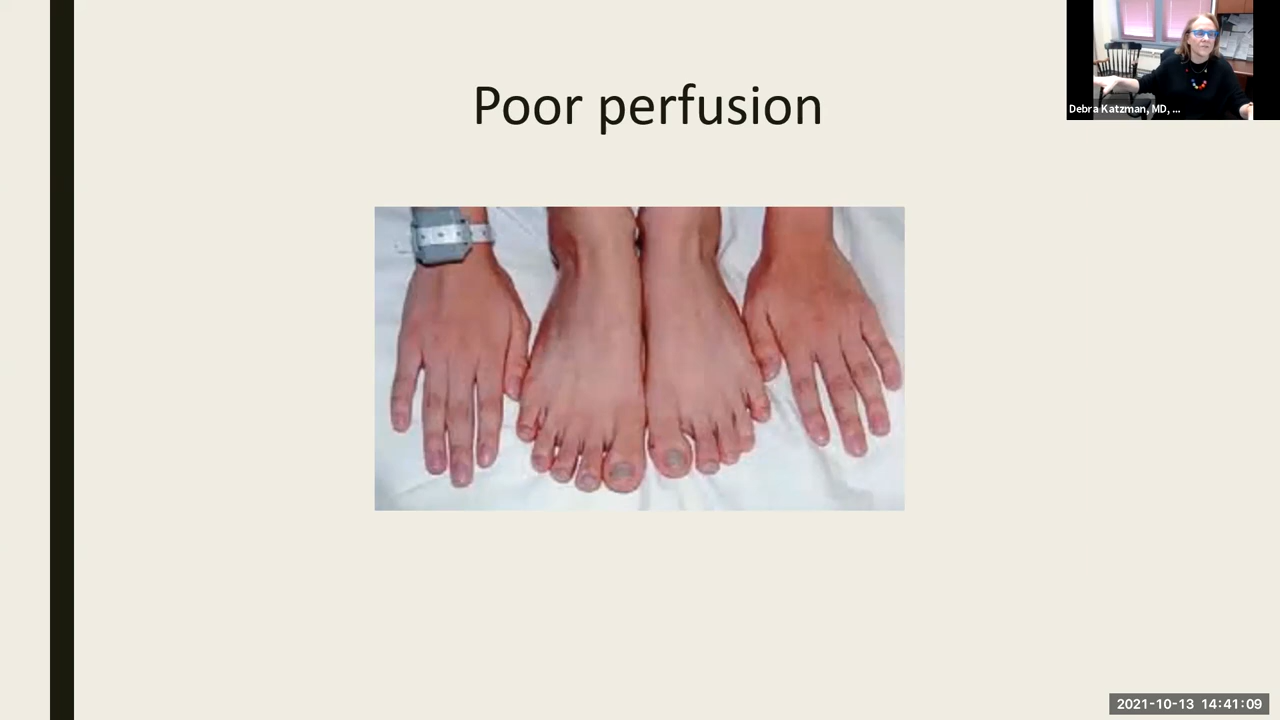 Poor perfusion
Debra Katzman, MD, ...
2021-10-13 14:41:09